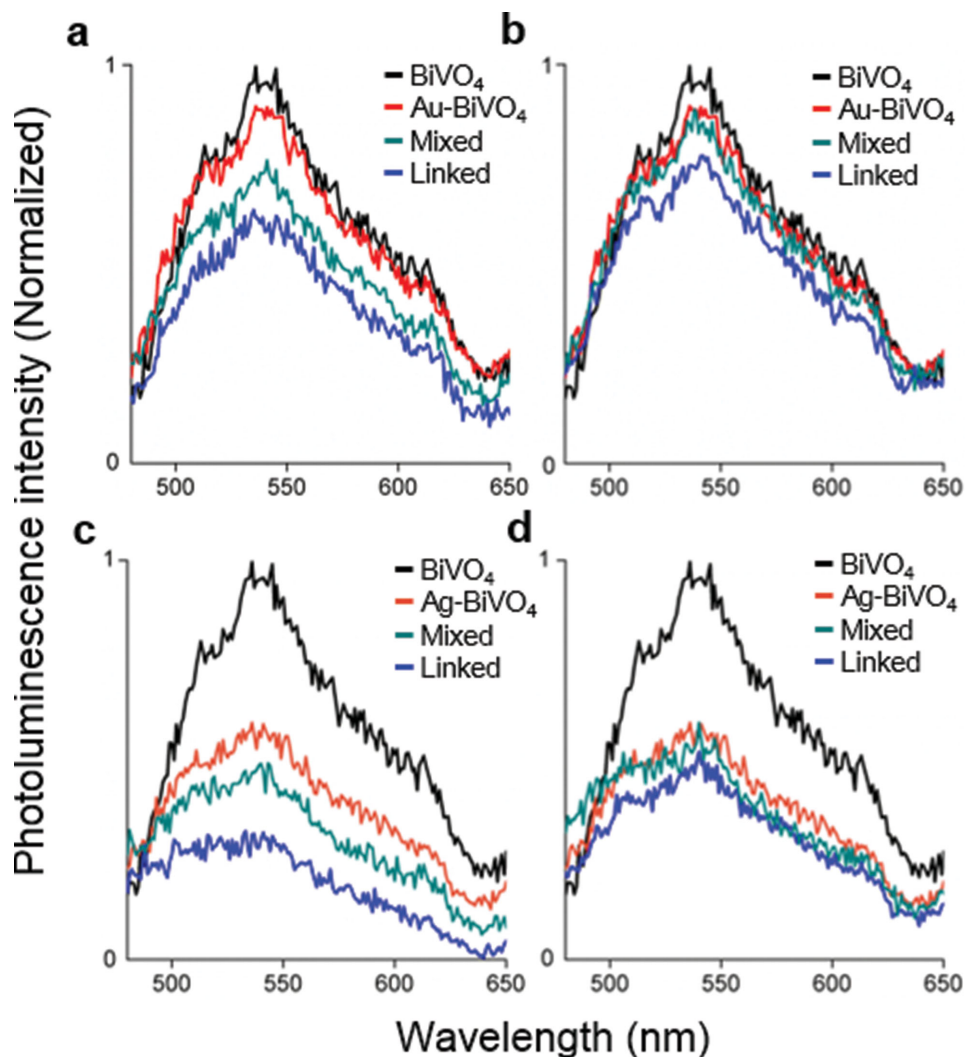 Photoluminescence intensity (Normalized)
a
1
0
BiVO₄
Au-BiVO₄
Mixed
Linked
500 550 600 650
b
1
0
BiVO₄
Au-BiVO₄
Mixed
Linked
500 550 600 650
c
1
0
BiVO₄
Ag-BiVO₄
Mixed
Linked
500 550 600 650
d
1
0
BiVO₄
Ag-BiVO₄
Mixed
Linked
500 550 600 650
Wavelength (nm)